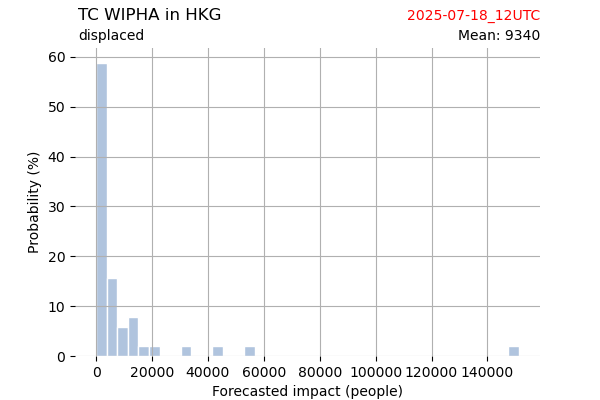 TC WIPHA in HKG
2025-07-18_12UTC
displaced
Mean: 9340
60
50
40
30
20
10
0
Probability (%)
0 20000 40000 60000 80000 100000 120000 140000
Forecasted impact (people)